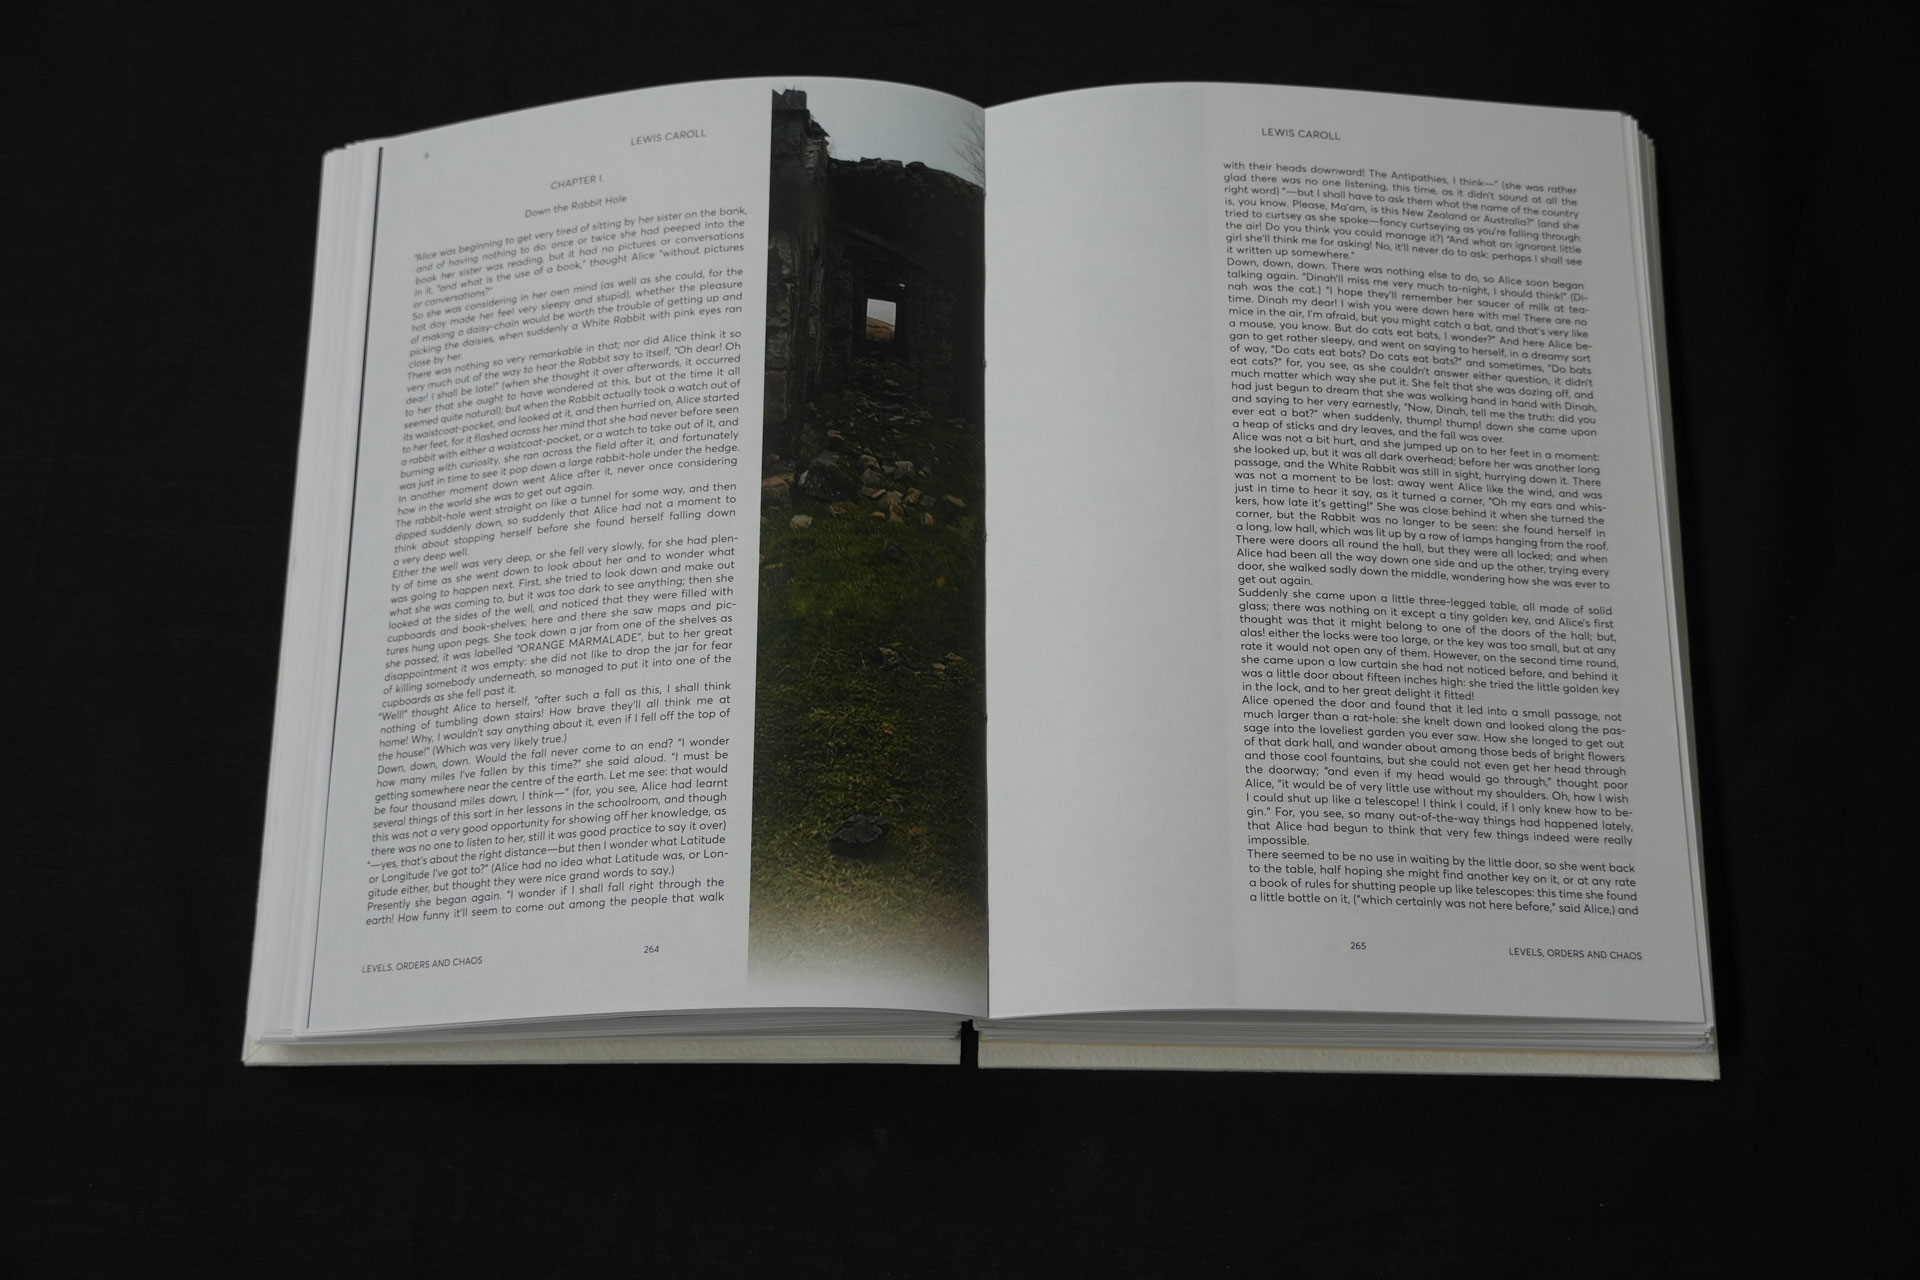 LEWIS CAROLL
CHAPTER I.
Down the Rabbit Hole
"Alice was beginning to get very tired of sitting by her sister on the bank,
and of having nothing to do: once or twice she had peeped into the
book her sister was reading, but it had no pictures or conversations
in it, "and what is the use of a book," thought Alice "without pictures
or conversations?"
So she was considering in her own mind (as well as she could, for the
hot day made her feel very sleepy and stupid), whether the pleasure
of making a daisy-chain would be worth the trouble of getting up and
picking the daisies, when suddenly a White Rabbit with pink eyes ran
close by her.
There was nothing so very remarkable in that; nor did Alice think it so
very much out of the way to hear the Rabbit say to itself, "Oh dear! Oh
dear! I shall be late!" (when she thought it over afterwards, it occurred
to her that she ought to have wondered at this, but at the time it all
seemed quite natural); but when the Rabbit actually took a watch out of
its waistcoat-pocket, and looked at it, and then hurried on, Alice started
to her feet, for it flashed across her mind that she had never before seen
a rabbit with either a waistcoat-pocket, or a watch to take out of it, and
burning with curiosity, she ran across the field after it, and fortunately
was just in time to see it pop down a large rabbit-hole under the hedge.
In another moment down went Alice after it, never once considering
how in the world she was to get out again.
The rabbit-hole went straight on like a tunnel for some way, and then
dipped suddenly down, so suddenly that Alice had not a moment to
think about stopping herself before she found herself falling down
a very deep well.
Either the well was very deep, or she fell very slowly, for she had plen-
ty of time as she went down to look about her and to wonder what
was going to happen next. First, she tried to look down and make out
what she was coming to, but it was too dark to see anything; then she
looked at the sides of the well, and noticed that they were filled with
cupboards and book-shelves; here and there she saw maps and pic-
tures hung upon pegs. She took down a jar from one of the shelves as
she passed; it was labelled "ORANGE MARMALADE", but to her great
disappointment it was empty: she did not like to drop the jar for fear
of killing somebody underneath, so managed to put it into one of the
cupboards as she fell past it.
"Well!" thought Alice to herself, "after such a fall as this, I shall think
nothing of tumbling down stairs! How brave they'll all think me at
home! Why, I wouldn't say anything about it, even if I fell off the top of
the house!" (Which was very likely true.)
Down, down, down. Would the fall never come to an end? "I wonder
how many miles I've fallen by this time?" she said aloud. "I must be
getting somewhere near the centre of the earth. Let me see: that would
be four thousand miles down, I think—" (for, you see, Alice had learnt
several things of this sort in her lessons in the schoolroom, and though
this was not a very good opportunity for showing off her knowledge, as
there was no one to listen to her, still it was good practice to say it over)
"—yes, that's about the right distance—but then I wonder what Latitude
or Longitude I've got to?" (Alice had no idea what Latitude was, or Lon-
gitude either, but thought they were nice grand words to say.)
Presently she began again. "I wonder if I shall fall right through the
earth! How funny it'll seem to come out among the people that walk
264
LEVELS, ORDERS AND CHAOS
LEWIS CAROLL
with their heads downward! The Antipathies, I think—" (she was rather
glad there was no one listening, this time, as it didn't sound at all the
right word) "—but I shall have to ask them what the name of the country
is, you know. Please, Ma'am, is this New Zealand or Australia?" (and she
tried to curtsey as she spoke—fancy curtseying as you're falling through
the air! Do you think you could manage it?) "And what an ignorant little
girl she'll think me for asking! No, it'll never do to ask: perhaps I shall see
it written up somewhere."
Down, down, down. There was nothing else to do, so Alice soon began
talking again. "Dinah'll miss me very much to-night, I should think!" (Di-
nah was the cat.) "I hope they'll remember her saucer of milk at tea-
time. Dinah my dear! I wish you were down here with me! There are no
mice in the air, I'm afraid, but you might catch a bat, and that's very like
a mouse, you know. But do cats eat bats, I wonder?" And here Alice be-
gan to get rather sleepy, and went on saying to herself, in a dreamy sort
of way, "Do cats eat bats? Do cats eat bats?" and sometimes, "Do bats
eat cats?" for, you see, as she couldn't answer either question, it didn't
much matter which way she put it. She felt that she was dozing off, and
had just begun to dream that she was walking hand in hand with Dinah,
and saying to her very earnestly, "Now, Dinah, tell me the truth: did you
ever eat a bat?" when suddenly, thump! thump! down she came upon
a heap of sticks and dry leaves, and the fall was over.
Alice was not a bit hurt, and she jumped up on to her feet in a moment:
she looked up, but it was all dark overhead; before her was another long
passage, and the White Rabbit was still in sight, hurrying down it. There
was not a moment to be lost: away went Alice like the wind, and was
just in time to hear it say, as it turned a corner, "Oh my ears and whis-
kers, how late it's getting!" She was close behind it when she turned the
corner, but the Rabbit was no longer to be seen: she found herself in
a long, low hall, which was lit up by a row of lamps hanging from the roof.
There were doors all round the hall, but they were all locked; and when
Alice had been all the way down one side and up the other, trying every
door, she walked sadly down the middle, wondering how she was ever to
get out again.
Suddenly she came upon a little three-legged table, all made of solid
glass; there was nothing on it except a tiny golden key, and Alice's first
thought was that it might belong to one of the doors of the hall; but,
alas! either the locks were too large, or the key was too small, but at any
rate it would not open any of them. However, on the second time round,
she came upon a low curtain she had not noticed before, and behind it
was a little door about fifteen inches high: she tried the little golden key
in the lock, and to her great delight it fitted!
Alice opened the door and found that it led into a small passage, not
much larger than a rat-hole: she knelt down and looked along the pas-
sage into the loveliest garden you ever saw. How she longed to get out
of that dark hall, and wander about among those beds of bright flowers
and those cool fountains, but she could not even get her head through
the doorway; "and even if my head would go through," thought poor
Alice, "it would be of very little use without my shoulders. Oh, how I wish
I could shut up like a telescope! I think I could, if I only knew how to be-
gin." For, you see, so many out-of-the-way things had happened lately,
that Alice had begun to think that very few things indeed were really
impossible.
There seemed to be no use in waiting by the little door, so she went back
to the table, half hoping she might find another key on it, or at any rate
a book of rules for shutting people up like telescopes: this time she found
a little bottle on it, ("which certainly was not here before," said Alice,) and
265
LEVELS, ORDERS AND CHAOS